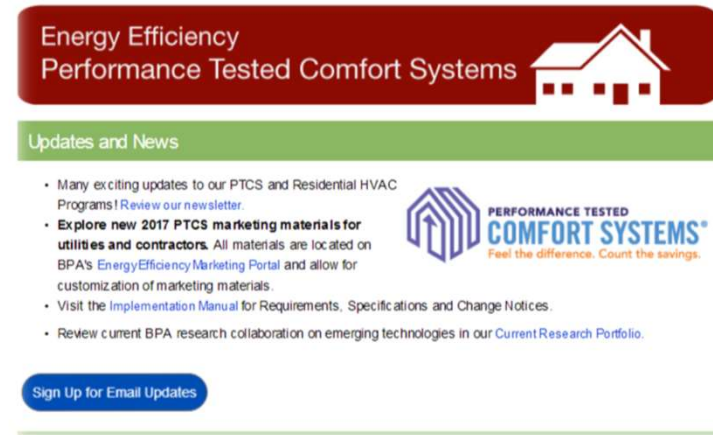 Energy Efficiency
Performance Tested Comfort Systems
Updates and News
• Many exciting updates to our PTCS and Residential HVAC
Programs! Review our newsletter.
• Explore new 2017 PTCS marketing materials for
utilities and contractors. All materials are located on
BPA's Energy Efficiency Marketing Portal and allow for
customization of marketing materials.
PERFORMANCE TESTED
COMFORT SYSTEMS®
Feel the difference. Count the savings.
• Visit the Implementation Manual for Requirements, Specifications and Change Notices.
• Review current BPA research collaboration on emerging technologies in our Current Research Portfolio.
Sign Up for Email Updates